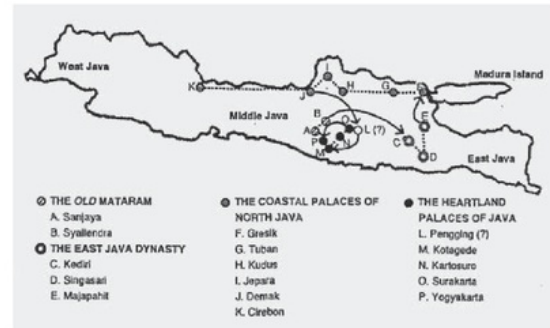 West Java
Madura Island
Middle Java
East Java
I
K
J
H
G
F
B
E
A
O
L (?)
C
P
N
M
D
THE OLD MATARAM
A. Sanjaya
B. Syailendra
THE EAST JAVA DYNASTY
C. Kediri
D. Singasari
E. Majapahit
THE COASTAL PALACES OF
NORTH JAVA
F. Gresik
G. Tuban
H. Kudus
I. Jepara
J. Demak
K. Cirebon
THE HEARTLAND
PALACES OF JAVA
L. Pengging (?)
M. Kotagede
N. Kartosuro
O. Surakarta
P. Yogyakarta